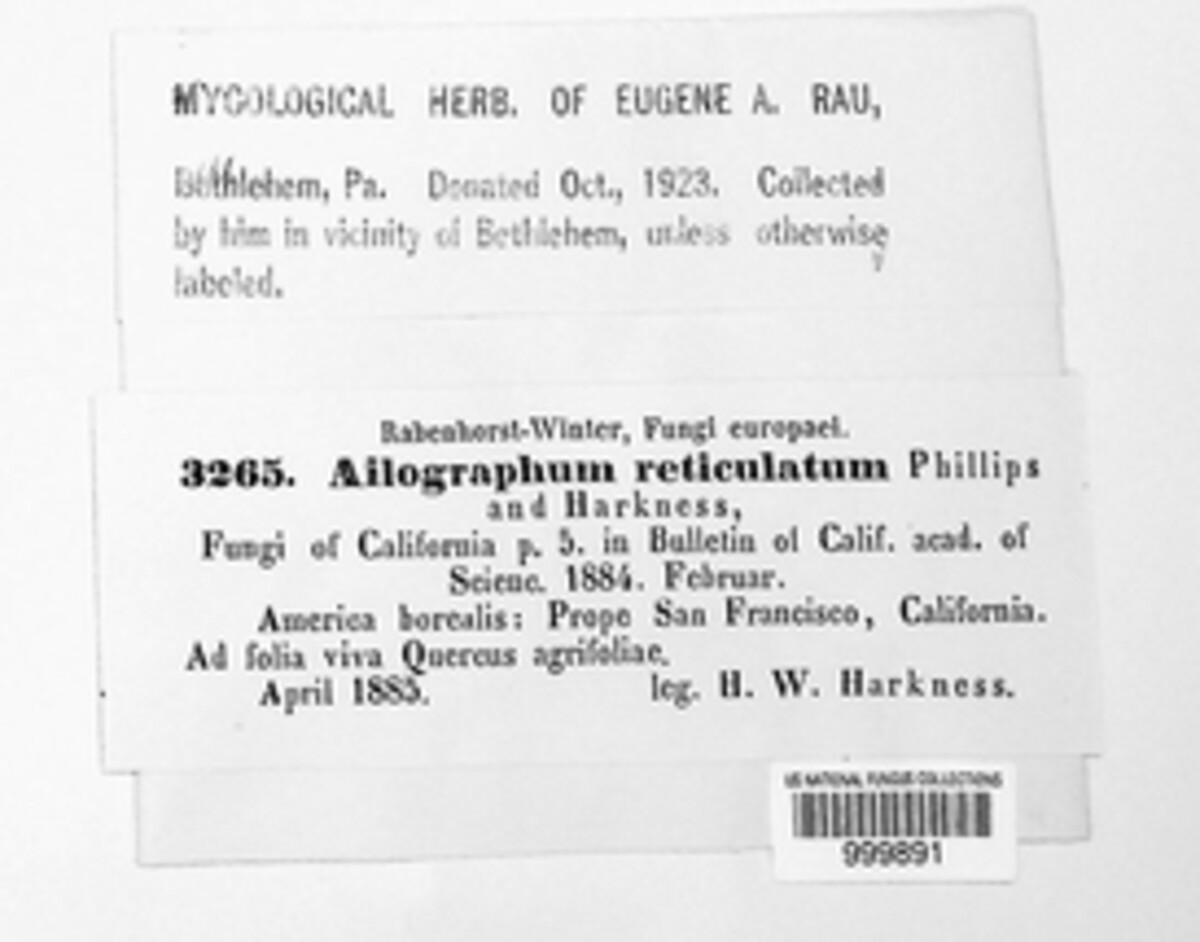 MYCOLOGICAL HERB. OF EUGENE A. RAU,
Bethlehem, Pa. Donated Oct., 1923. Collected
by him in vicinity of Bethlehem, unless otherwise
labeled.
Rabenhorst-Winter, Fungi europaei.
3265. Ailographum reticulatum Phillips
and Harkness,
Fungi of California p. 5. in Bulletin of Calif. acad. of
Scienc. 1884. Februar.
America borealis: Prope San Francisco, California.
Ad folia viva Quercus agrifoliae.
April 1885. leg. H. W. Harkness.
US NATIONAL FUNGUS COLLECTIONS
999891